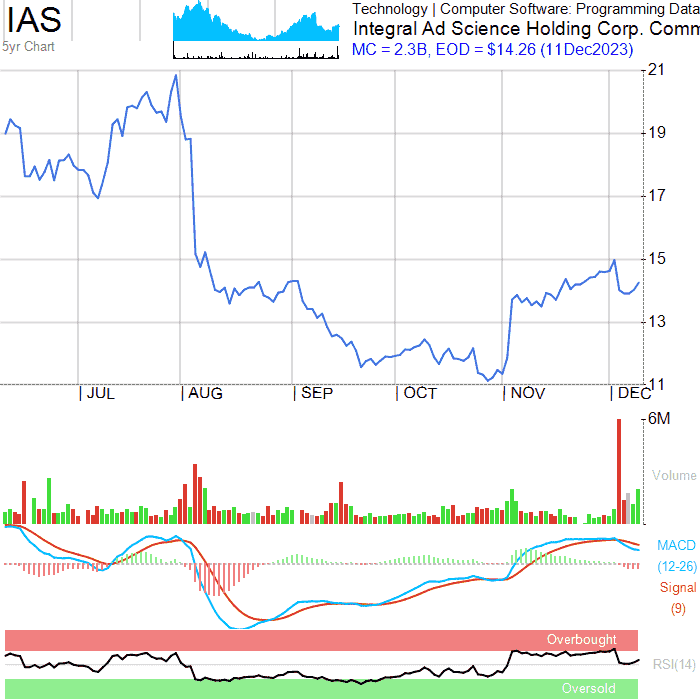 IAS
5yr Chart
Technology | Computer Software: Programming Data
Integral Ad Science Holding Corp. Comm
MC = 2.3B, EOD = $14.26 (11Dec2023)
21
19
17
15
13
11
JUL AUG SEP OCT NOV DEC
6M
Volume
MACD
(12-26)
Signal
(9)
Overbought
RSI(14)
Oversold